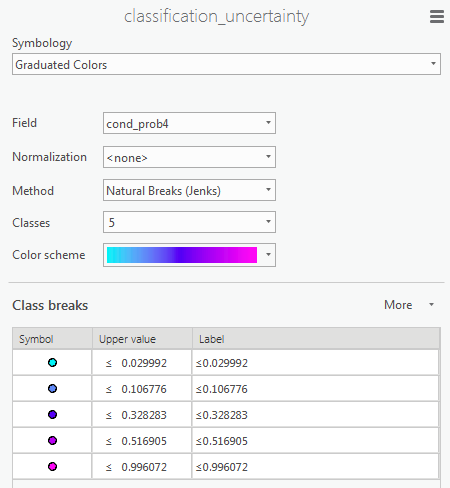 classification_uncertainty
Symbology
Graduated Colors
Field cond_prob4
Normalization <none>
Method Natural Breaks (Jenks)
Classes 5
Color scheme
Class breaks More
Symbol Upper value Label
≤ 0.029992 ≤0.029992
≤ 0.106776 ≤0.106776
≤ 0.328283 ≤0.328283
≤ 0.516905 ≤0.516905
≤ 0.996072 ≤0.996072